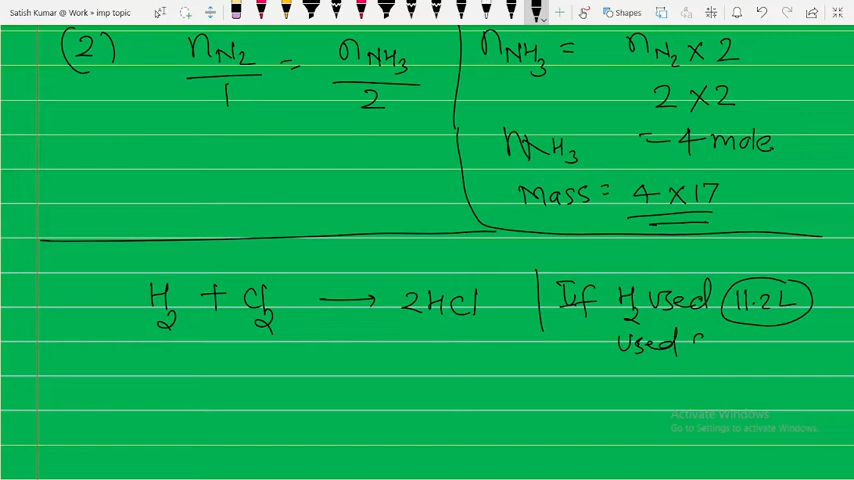 Satish Kumar @ Work » imp topic
Shapes
(2) nN₂/1 = nNH₃/2
nNH₃ = nN₂ × 2
2 × 2
nNH₃ = 4 mole
Mass = 4 × 17
H₂ + Cl₂ ⟶ 2HCl
If H₂ used 11.2L
used
Activate Windows
Go to Settings to activate Windows.